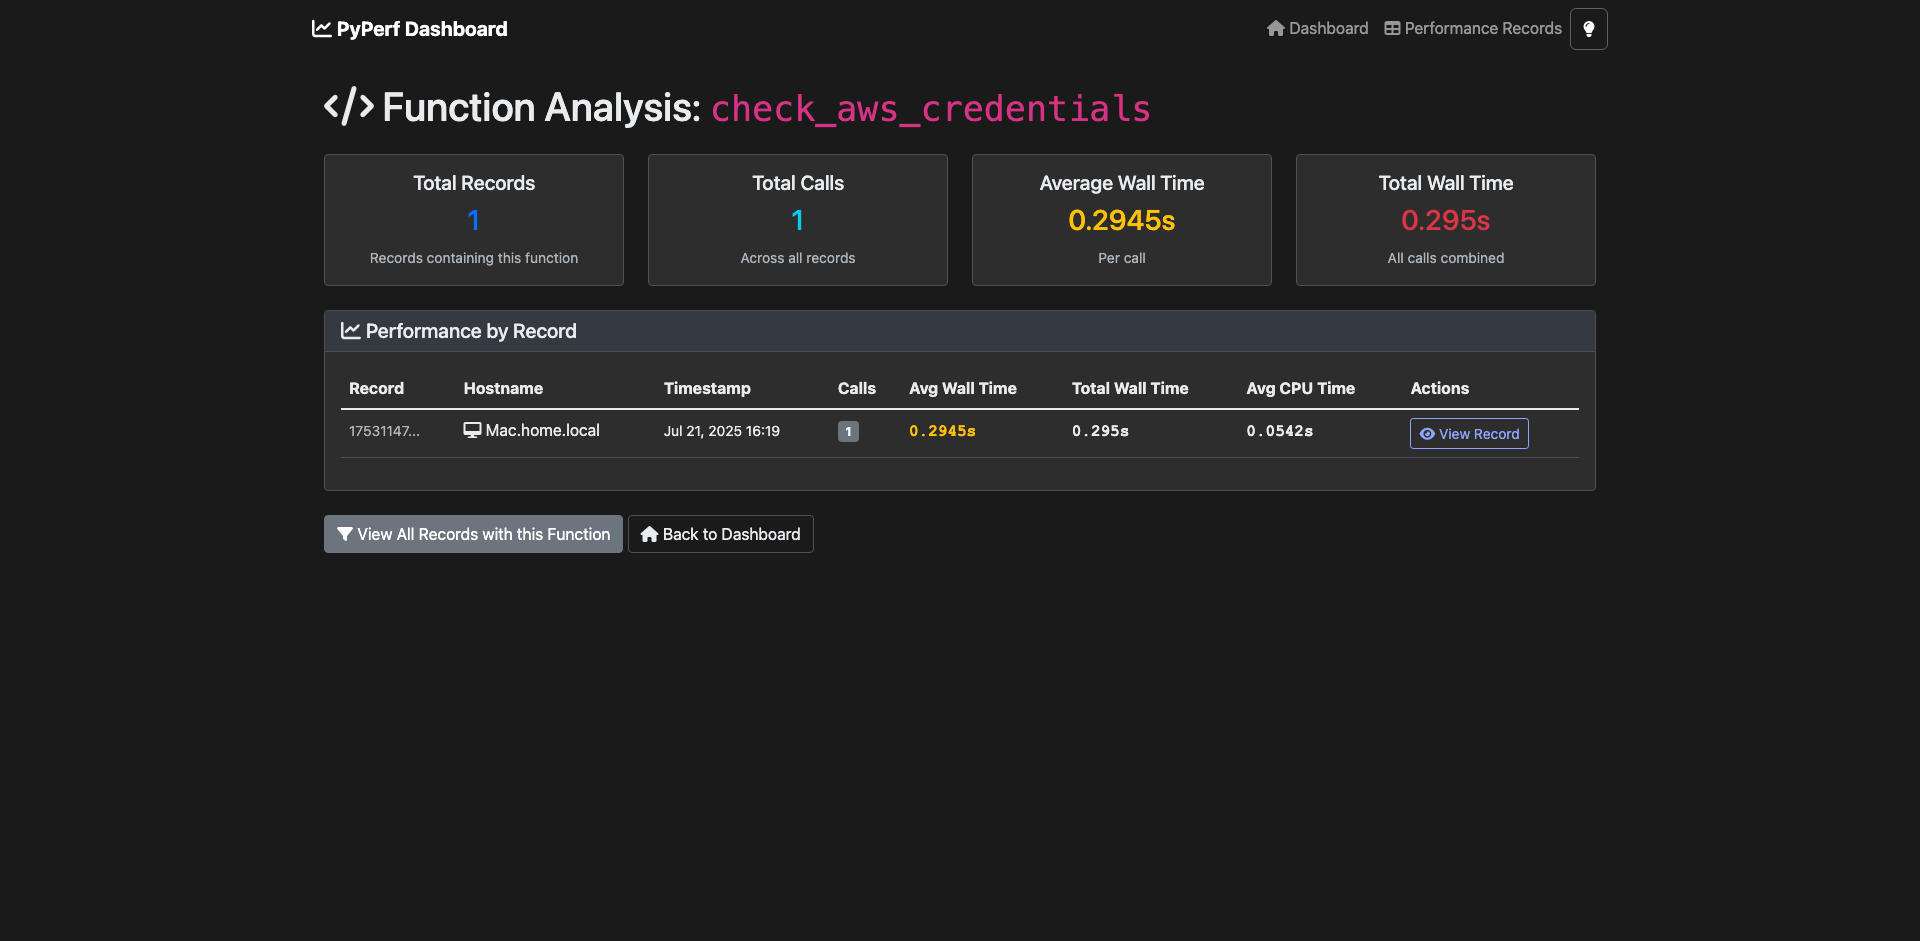 PyPerf Dashboard
Dashboard
Performance Records
Function Analysis: check_aws_credentials
Total Records
1
Records containing this function
Total Calls
1
Across all records
Average Wall Time
0.2945s
Per call
Total Wall Time
0.295s
All calls combined
Performance by Record
Record Hostname Timestamp Calls Avg Wall Time Total Wall Time Avg CPU Time Actions
17531147... Mac.home.local Jul 21, 2025 16:19 1 0.2945s 0.295s 0.0542s View Record
View All Records with this Function
Back to Dashboard